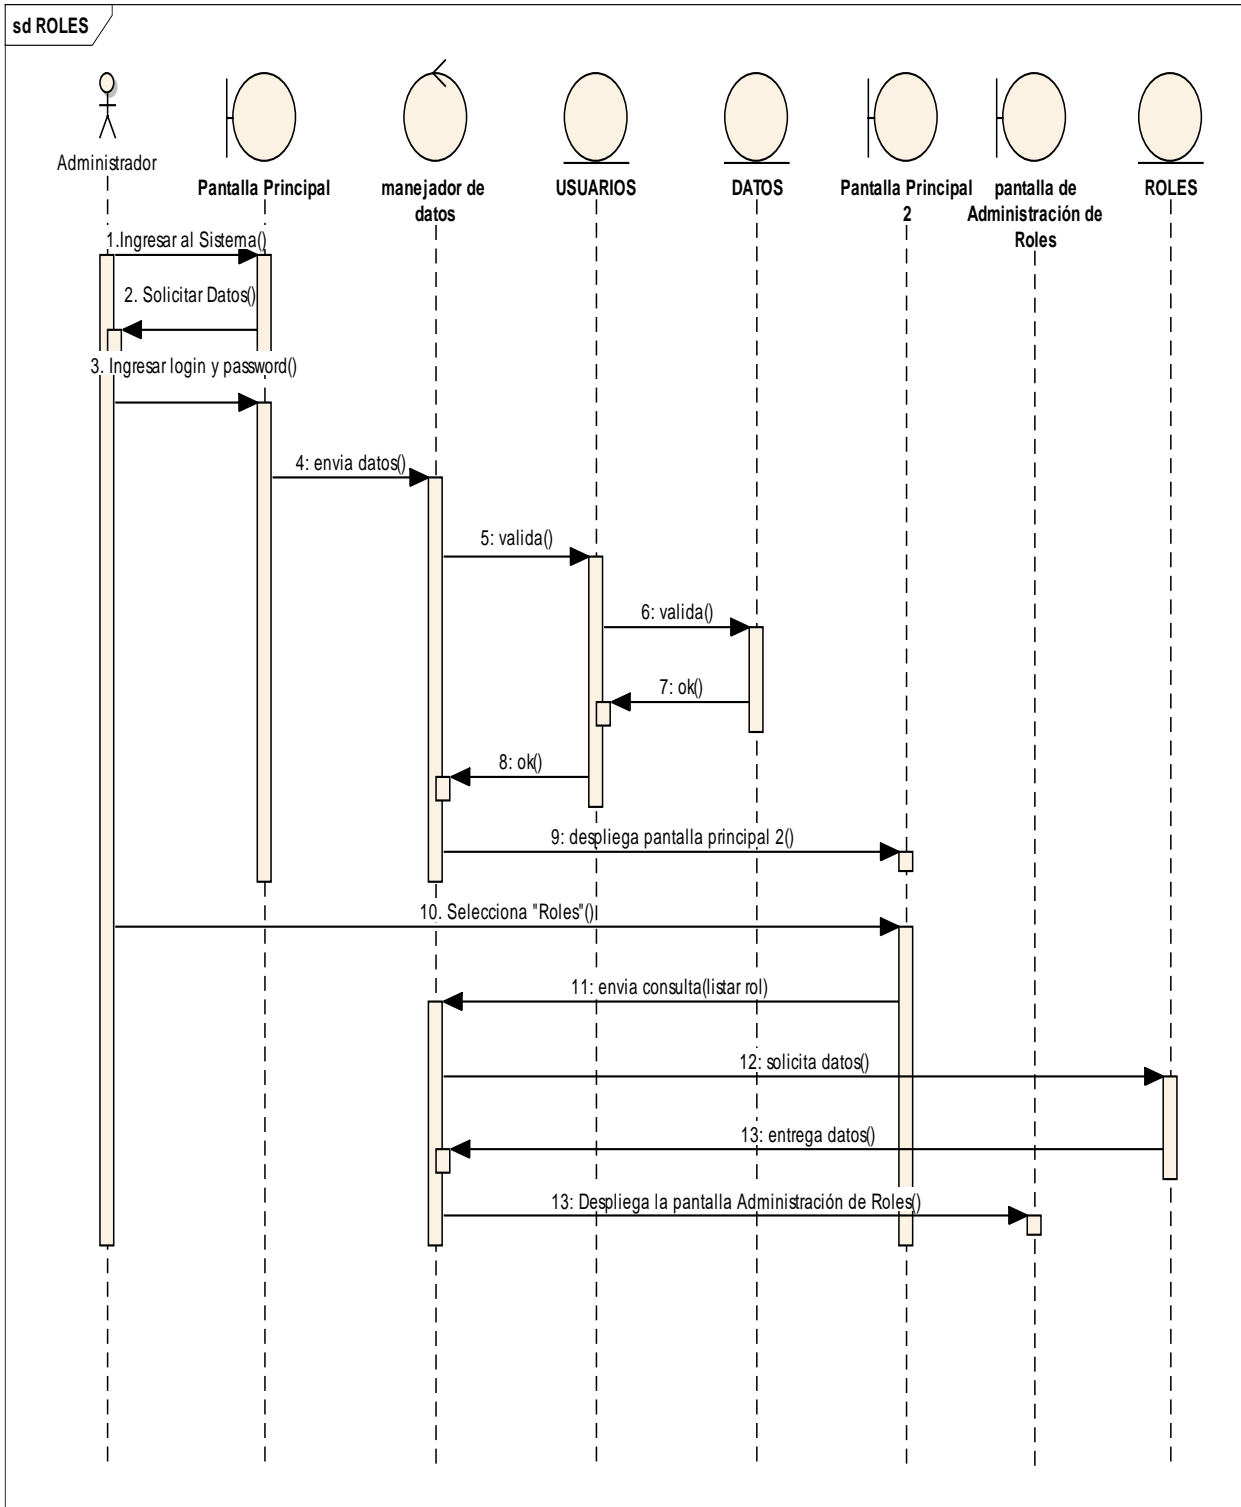 sd ROLES
Administrador
Pantalla Principal
manejador de
datos
USUARIOS
DATOS
Pantalla Principal
2
pantalla de
Administración de
Roles
ROLES
1.Ingresar al Sistema()
2. Solicitar Datos()
3. Ingresar login y password()
4: envia datos()
5: valida()
6: valida()
7: ok()
8: ok()
9: despliega pantalla principal 2()
10. Selecciona "Roles"()
11: envia consulta(listar rol)
12: solicita datos()
13: entrega datos()
13: Despliega la pantalla Administración de Roles()